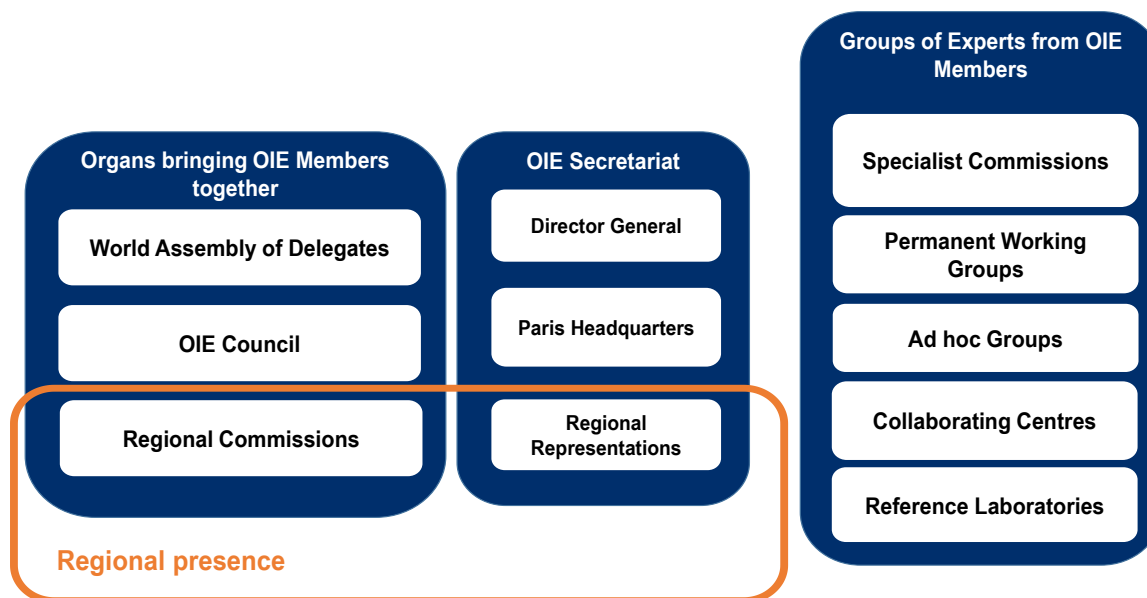 Organs bringing OIE Members
together
World Assembly of Delegates
OIE Council
Regional Commissions
OIE Secretariat
Director General
Paris Headquarters
Regional
Representations
Regional presence
Groups of Experts from OIE
Members
Specialist Commissions
Permanent Working
Groups
Ad hoc Groups
Collaborating Centres
Reference Laboratories